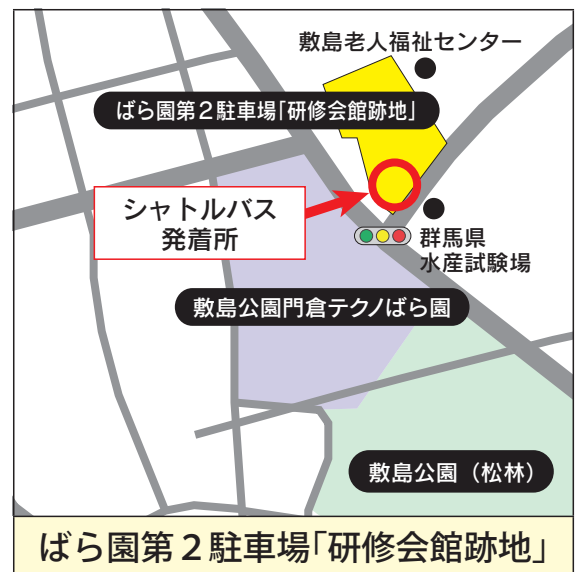 敷島老人福祉センター
ばら園第２駐車場「研修会館跡地」
シャトルバス
発着所
群馬県
水産試験場
敷島公園門倉テクノばら園
敷島公園（松林）
ばら園第２駐車場「研修会館跡地」